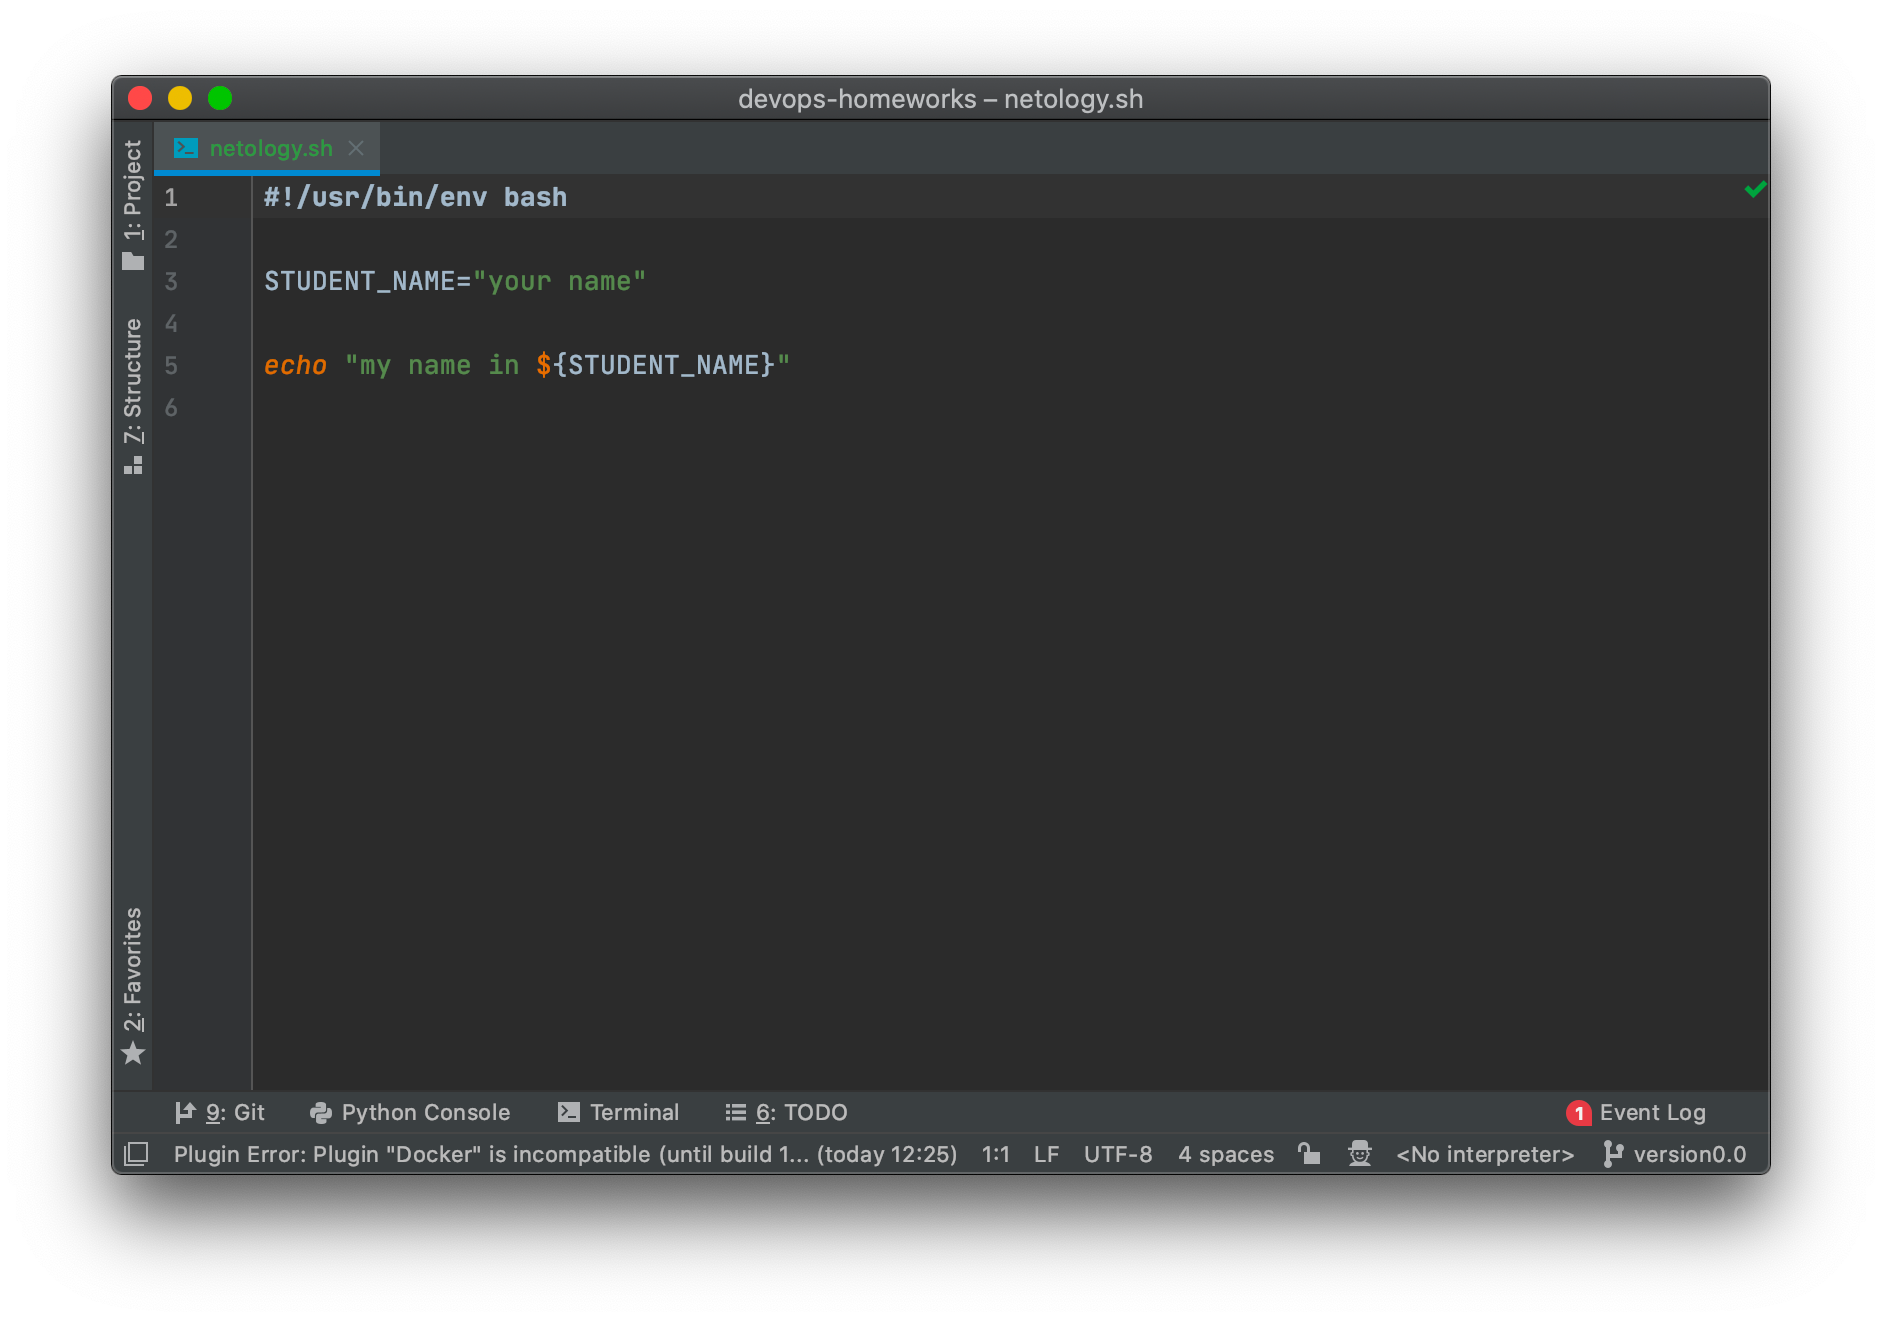 devops-homeworks – netology.sh
netology.sh
1: Project
7: Structure
2: Favorites
1 #!/usr/bin/env bash
2
3 STUDENT_NAME="your name"
4
5 echo "my name in ${STUDENT_NAME}"
6
9: Git Python Console Terminal 6: TODO 1 Event Log
Plugin Error: Plugin "Docker" is incompatible (until build 1... (today 12:25) 1:1 LF UTF-8 4 spaces <No interpreter> version0.0